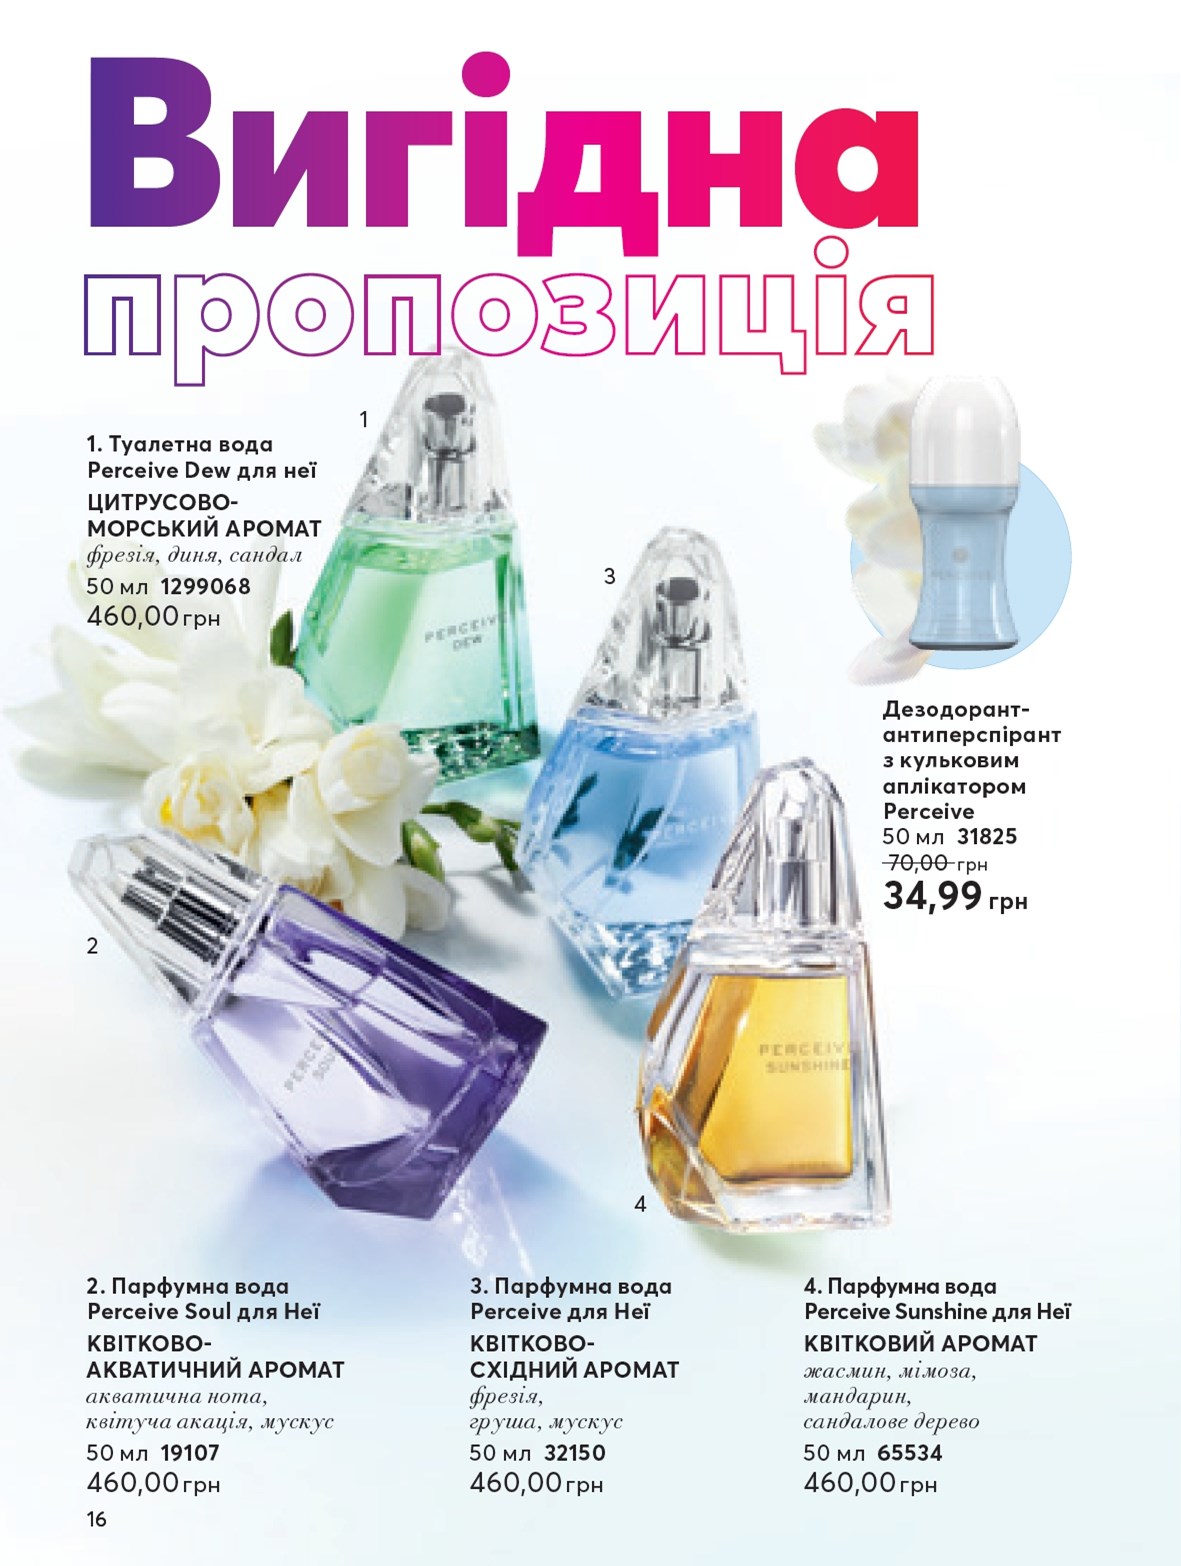 Вигідна
пропозиція
1
1. Туалетна вода
Perceive Dew для неї
ЦИТРУСОВО-
МОРСЬКИЙ АРОМАТ
фрезія, диня, сандал
50 мл 1299068
460,00 грн
PERCEIVE
DEW
3
PERCEIVE
Дезодорант-
антиперспірант
з кульковим
аплікатором
Perceive
50 мл 31825
70,00 грн
34,99 грн
2
PERCEIVE
SOUL
PERCEIVE
SUNSHINE
4
2. Парфумна вода
Perceive Soul для Неї
КВІТКОВО-
АКВАТИЧНИЙ АРОМАТ
акватична нота,
квітуча акація, мускус
50 мл 19107
460,00 грн
3. Парфумна вода
Perceive для Неї
КВІТКОВО-
СХІДНИЙ АРОМАТ
фрезія,
груша, мускус
50 мл 32150
460,00 грн
4. Парфумна вода
Perceive Sunshine для Неї
КВІТКОВИЙ АРОМАТ
жасмин, мімоза,
мандарин,
сандалове дерево
50 мл 65534
460,00 грн
16